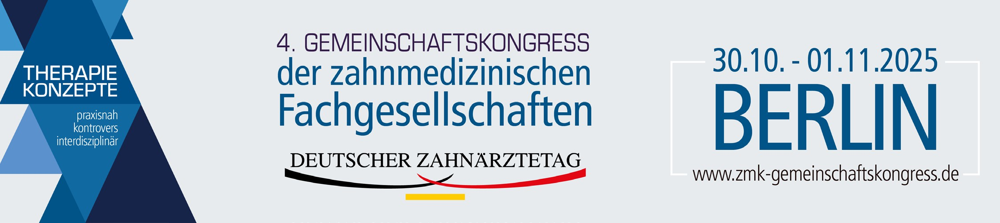 THERAPIE
KONZEPTE
praxisnah
kontrovers
interdisziplinär
4. GEMEINSCHAFTSKONGRESS
der zahnmedizinischen
Fachgesellschaften
DEUTSCHER ZAHNÄRZTETAG
30.10. - 01.11.2025
BERLIN
www.zmk-gemeinschaftskongress.de